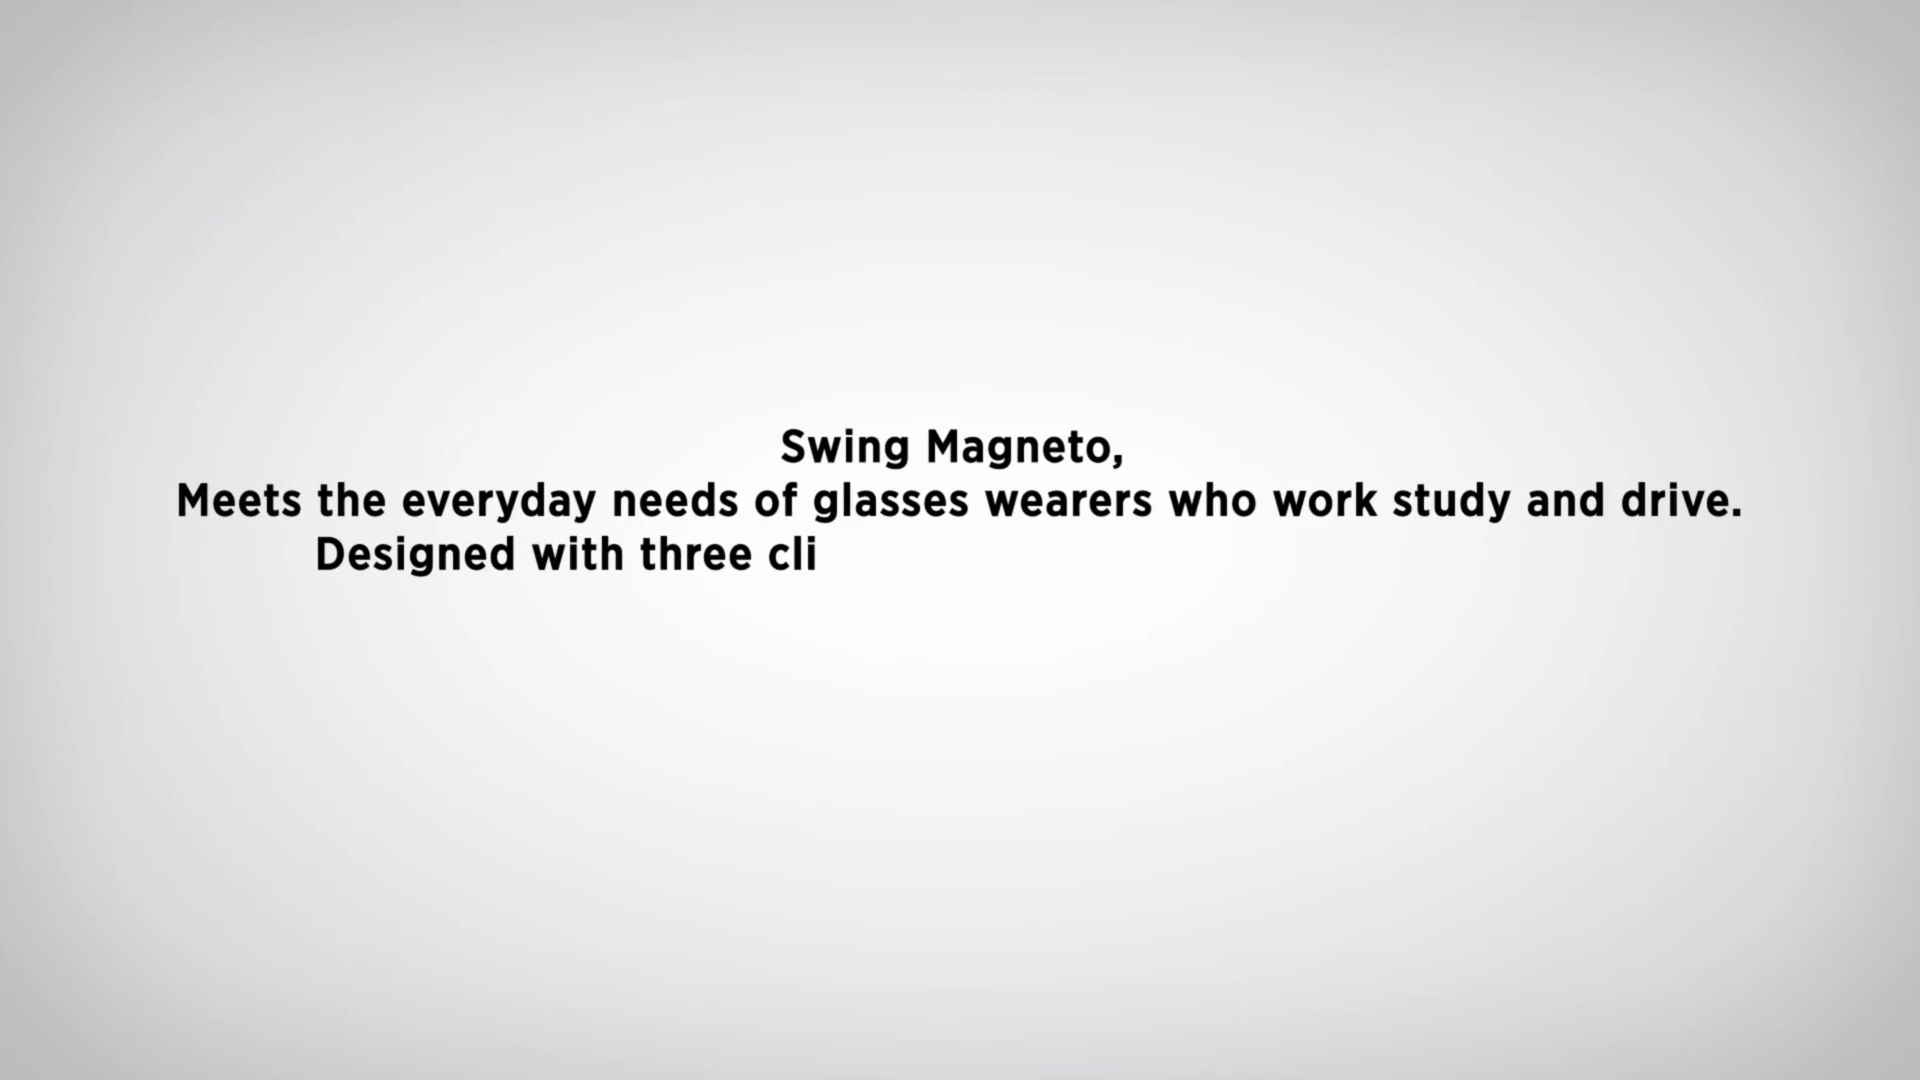 Swing Magneto,
Meets the everyday needs of glasses wearers who work study and drive.
Designed with three cli